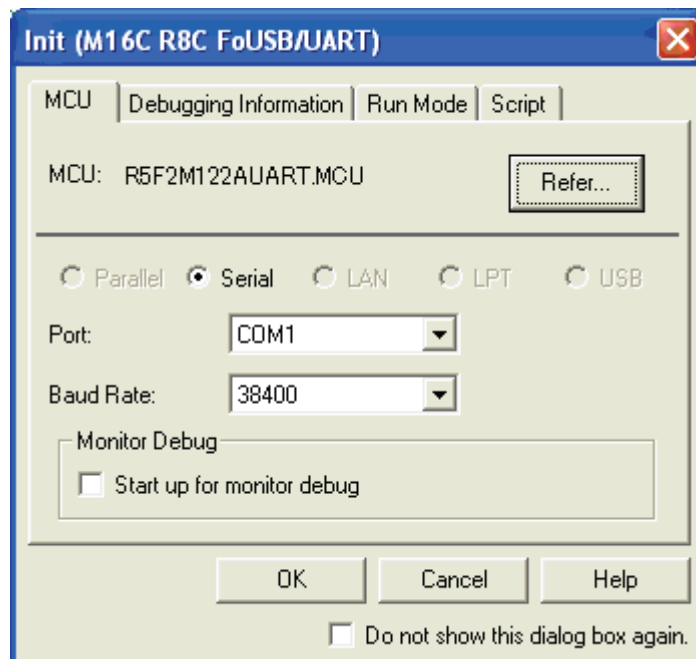 Init (M16C R8C FoUSB/UART)
MCU Debugging Information Run Mode Script
MCU: R5F2M122AUART.MCU Refer...
Parallel Serial LAN LPT USB
Port: COM1
Baud Rate: 38400
Monitor Debug
Start up for monitor debug
OK Cancel Help
Do not show this dialog box again.